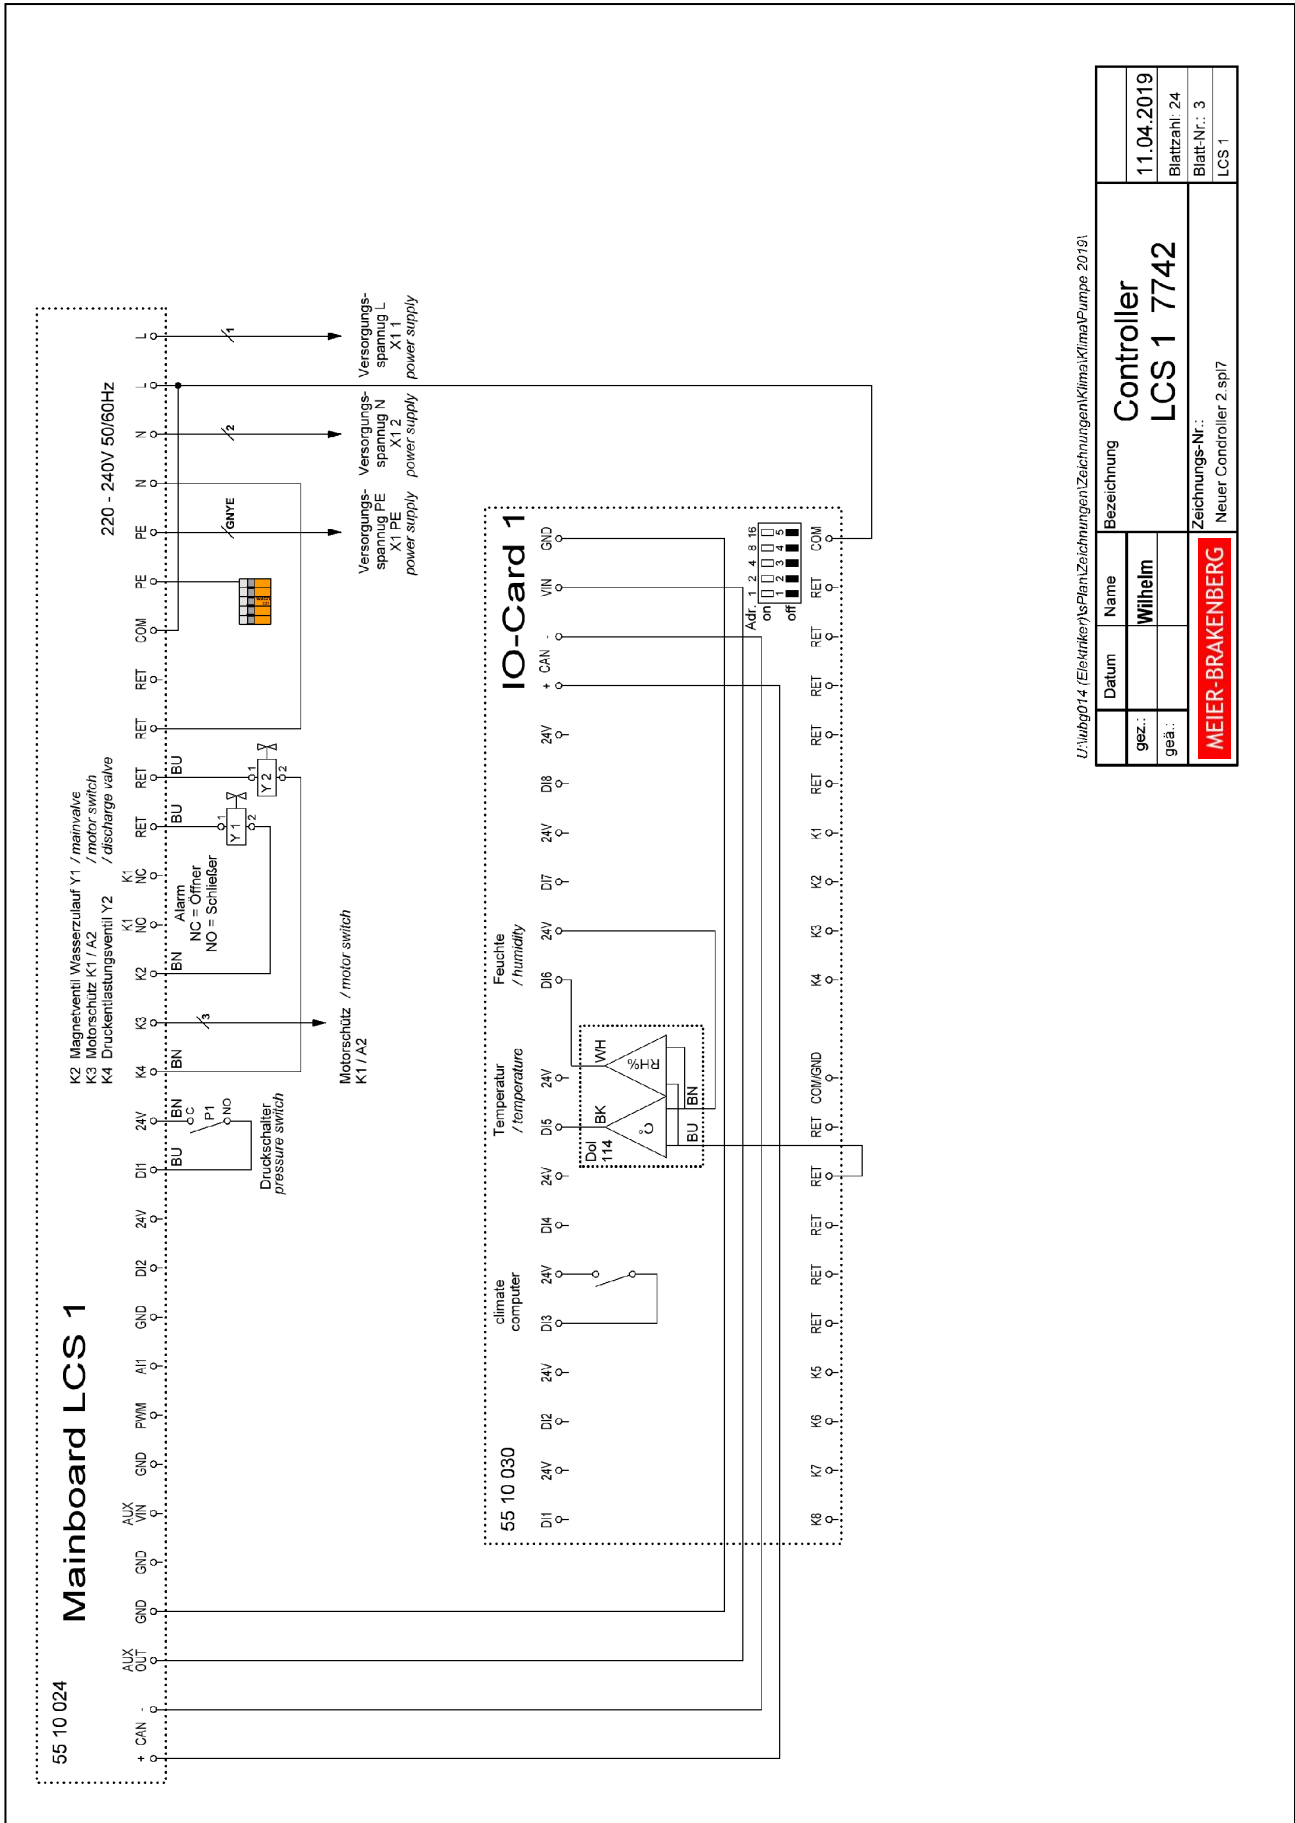 55 10 024
Mainboard LCS 1
K2 Magnetventil Wasserzulauf Y1 / mainvalve
K3 Motorschütz K1 / A2 / motor switch
K4 Druckentlastungsventil Y2 / discharge valve
220 - 240V 50/60Hz
+ CAN -
AUX OUT
GND
GND
AUX VIN
GND
PWM
AI1
GND
DI2
24V
DI1
24V
K4
K3
K2
K1 NO
K1 NC
RET
RET
RET
RET
COM
PE
PE
N
N
L
L
BU
BN
C
P1
NO
Druckschalter
pressure switch
BN
3
BN
Alarm
NC = Öffner
NO = Schließer
BU
BU
1
Y 1
2
1
Y 2
2
GNYE
2
1
Motorschütz / motor switch
K1 / A2
Versorgungs-
spannug PE
X1 PE
power supply
Versorgungs-
spannug N
X1 2
power supply
Versorgungs-
spannug L
X1 1
power supply
55 10 030
IO-Card 1
climate
computer
Temperatur
/ temperature
Feuchte
/ humidity
DI1
24V
DI2
24V
DI3
24V
DI4
24V
DI5
24V
DI6
24V
DI7
24V
DI8
24V
+ CAN -
VIN
GND
Dol
114
BK
WH
°C
RH%
BU
BN
Adr. 1 2 4 8 16
on
1 2 3 4 5
off
K8
K7
K6
K5
RET
RET
RET
RET
RET
COM/GND
K4
K3
K2
K1
RET
RET
RET
RET
RET
COM
U:\lubg014 (Elektriker)\sPlan\Zeichnungen\Zeichnungen\Klima\Klima\Pumpe 2019\
Datum
Name
Bezeichnung
gez.:
Wilhelm
Controller
LCS 1 7742
11.04.2019
geä.:
Blattzahl: 24
MEIER-BRAKENBERG
Zeichnungs-Nr.:
Neuer Condroller 2.spl7
Blatt-Nr.: 3
LCS 1